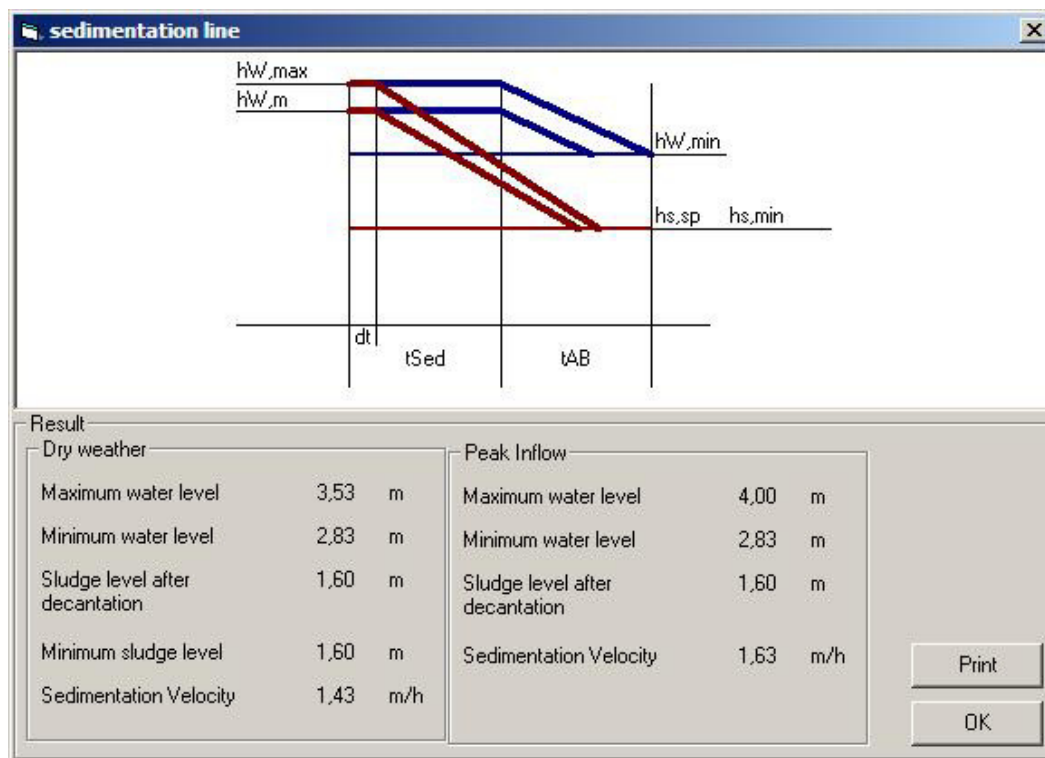 sedimentation line
hW,max
hW,m
hW,min
hs,sp hs,min
dt
tSed
tAB
Result
Dry weather
Maximum water level 3,53 m
Minimum water level 2,83 m
Sludge level after
decantation 1,60 m
Minimum sludge level 1,60 m
Sedimentation Velocity 1,43 m/h
Peak Inflow
Maximum water level 4,00 m
Minimum water level 2,83 m
Sludge level after
decantation 1,60 m
Sedimentation Velocity 1,63 m/h
Print
OK